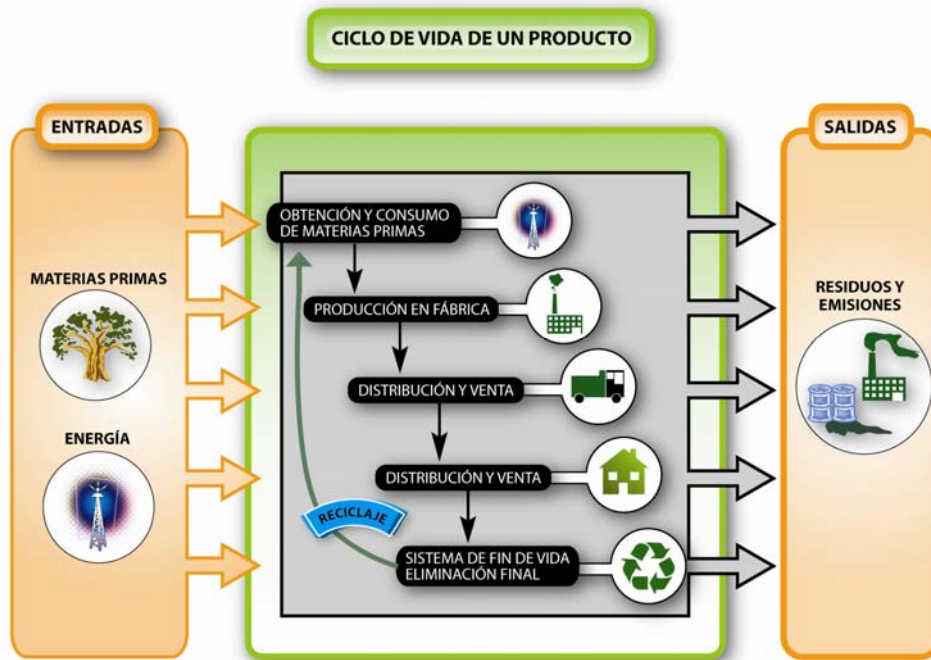 CICLO DE VIDA DE UN PRODUCTO
ENTRADAS
SALIDAS
OBTENCIÓN Y CONSUMO
DE MATERIAS PRIMAS
MATERIAS PRIMAS
PRODUCCIÓN EN FÁBRICA
RESIDUOS Y
EMISIONES
DISTRIBUCIÓN Y VENTA
ENERGÍA
DISTRIBUCIÓN Y VENTA
RECICLAJE
SISTEMA DE FIN DE VIDA
ELIMINACIÓN FINAL